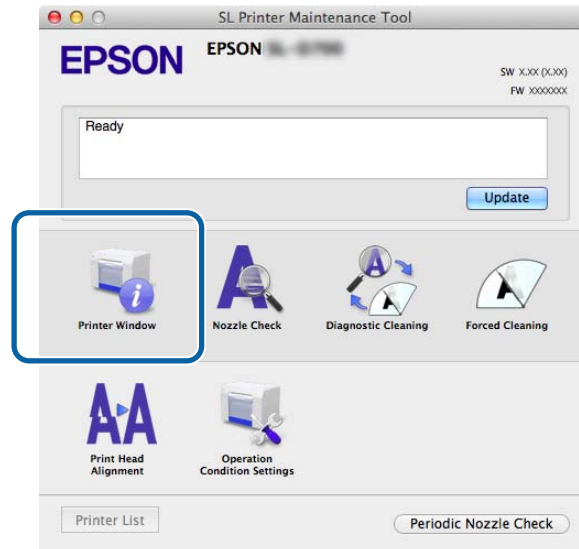 SL Printer Maintenance Tool
EPSON EPSON
SW X.XX (X.XX)
FW XXXXXXX
Ready
Update
Printer Window
Nozzle Check
Diagnostic Cleaning
Forced Cleaning
Print Head
Alignment
Operation
Condition Settings
Printer List
Periodic Nozzle Check